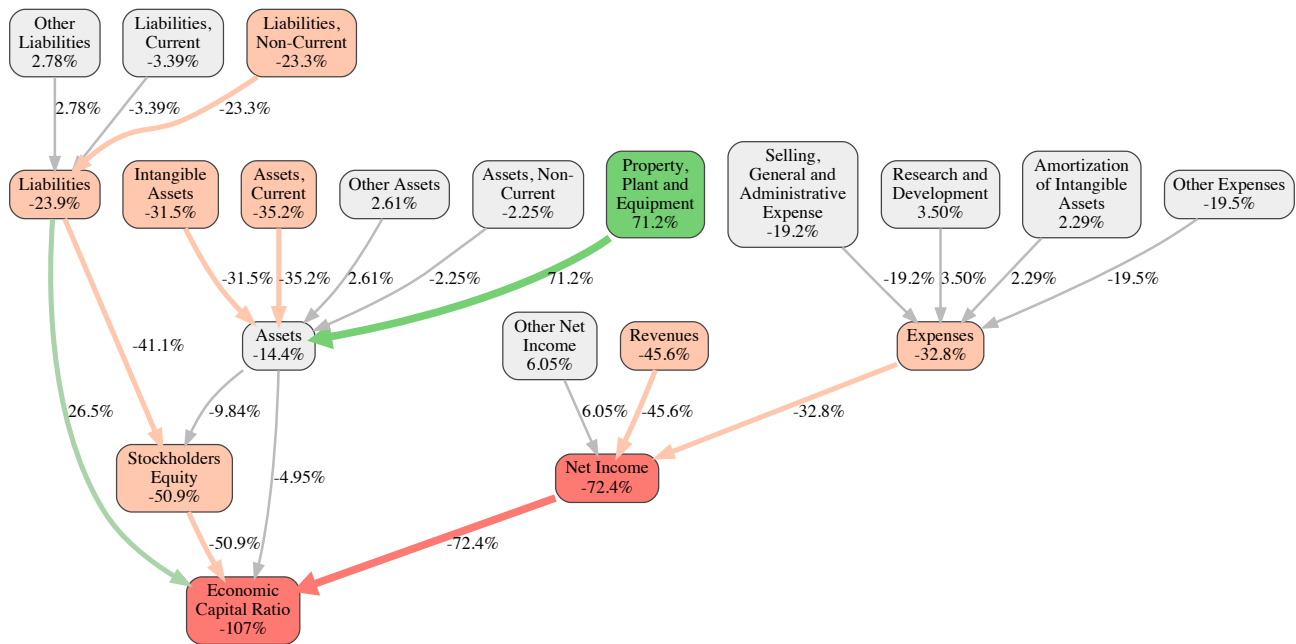 Other
Liabilities
2.78%
Liabilities,
Current
-3.39%
Liabilities,
Non-Current
-23.3%
2.78%
-3.39%
-23.3%
Liabilities
-23.9%
Intangible
Assets
-31.5%
Assets,
Current
-35.2%
Other Assets
2.61%
Assets, Non-
Current
-2.25%
Property,
Plant and
Equipment
71.2%
Selling,
General and
Administrative
Expense
-19.2%
Research and
Development
3.50%
Amortization
of Intangible
Assets
2.29%
Other Expenses
-19.5%
-31.5%
-35.2%
2.61%
-2.25%
71.2%
-19.2%
3.50%
2.29%
-19.5%
Assets
-14.4%
Other Net
Income
6.05%
Revenues
-45.6%
Expenses
-32.8%
-41.1%
26.5%
-9.84%
-4.95%
6.05%
-45.6%
-32.8%
Stockholders
Equity
-50.9%
Net Income
-72.4%
-50.9%
-72.4%
Economic
Capital Ratio
-107%